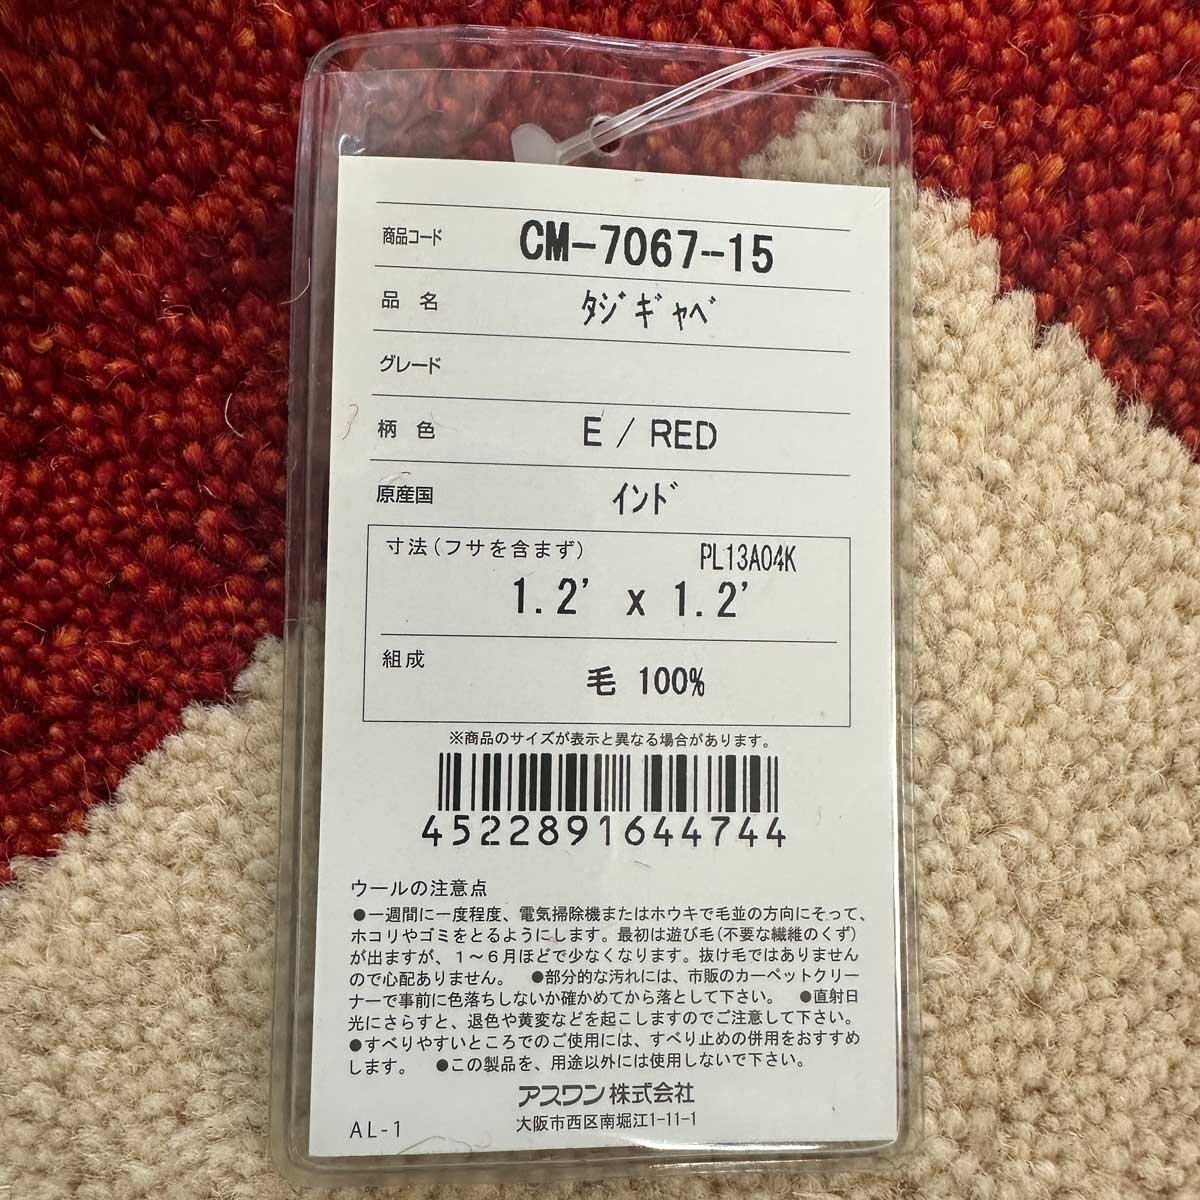 商品コード CM-7067-15
品名 ﾀｼﾞｷﾞｬﾍﾞ
グレード
柄色 E / RED
原産国 ｲﾝﾄﾞ
寸法(フサを含まず) PL13A04K
1.2' x 1.2'
組成
毛 100%
※商品のサイズが表示と異なる場合があります。
4522891644744
ウールの注意点
●一週間に一度程度、電気掃除機またはホウキで毛並の方向にそって、
ホコリやゴミをとるようにします。最初は遊び毛(不要な繊維のくず)
が出ますが、1～6月ほどで少なくなります。抜け毛ではありません
ので心配ありません。 ●部分的な汚れには、市販のカーペットクリー
ナーで事前に色落ちしないか確かめてから落として下さい。 ●直射日
光にさらすと、退色や黄変などを起こしますのでご注意して下さい。
●すべりやすいところでのご使用には、すべり止めの併用をおすすめ
します。 ●この製品を、用途以外には使用しないで下さい。
アスワン株式会社
大阪市西区南堀江1-11-1
AL-1